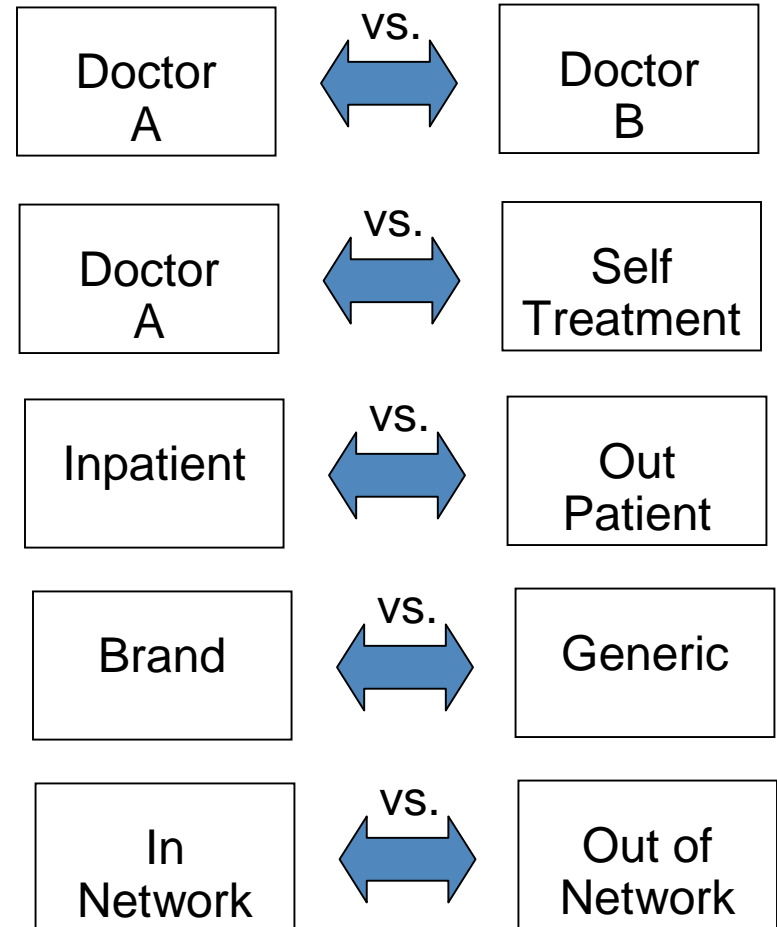 vs.
Doctor
A
Doctor
B
vs.
Doctor
A
Self
Treatment
vs.
Inpatient
Out
Patient
vs.
Brand
Generic
vs.
In
Network
Out of
Network